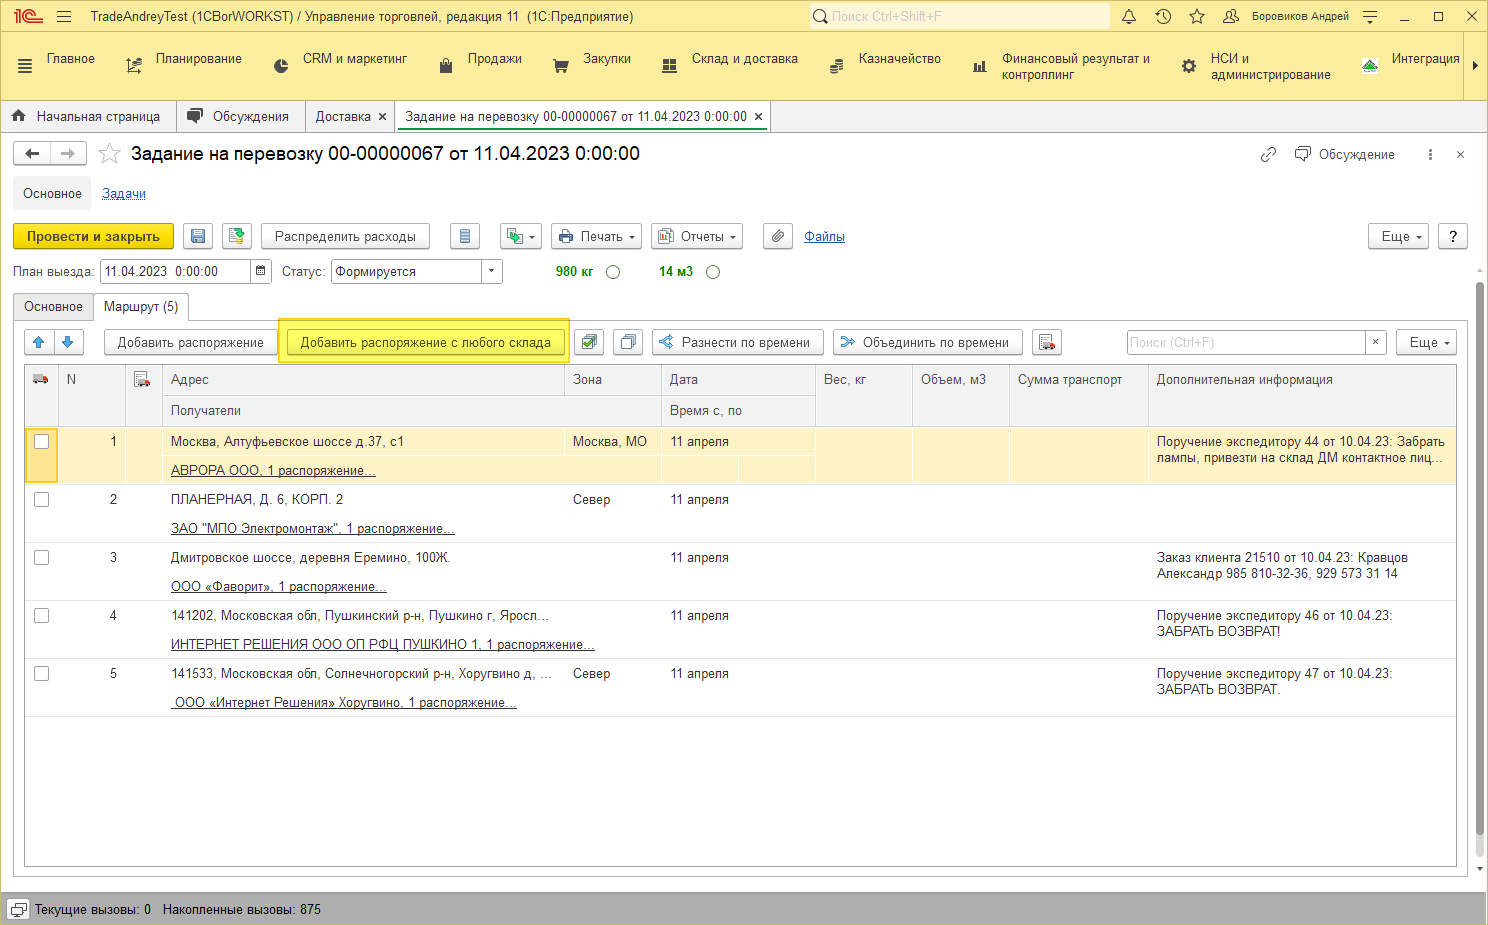 1С TradeAndreyTest (1CBorWORKST) / Управление торговлей, редакция 11 (1С:Предприятие) Поиск Ctrl+Shift+F Боровиков Андрей
Главное Планирование CRM и маркетинг Продажи Закупки Склад и доставка Казначейство Финансовый результат и контроллинг НСИ и администрирование Интеграция
Начальная страница Обсуждения Доставка × Задание на перевозку 00-00000067 от 11.04.2023 0:00:00 ×
Задание на перевозку 00-00000067 от 11.04.2023 0:00:00 Обсуждение
Основное Задачи
Провести и закрыть Распределить расходы Печать Отчеты Файлы Еще ?
План выезда: 11.04.2023 0:00:00 Статус: Формируется 980 кг 14 м3
Основное Маршрут (5)
Добавить распоряжение Добавить распоряжение с любого склада Разнести по времени Объединить по времени Поиск (Ctrl+F) × Еще
N Адрес Зона Дата Вес, кг Объем, м3 Сумма транспорт Дополнительная информация
Получатели Время с, по
1 Москва, Алтуфьевское шоссе д.37, с1 Москва, МО 11 апреля Поручение экспедитору 44 от 10.04.23: Забрать
лампы, привезти на склад ДМ контактное лиц...
АВРОРА ООО, 1 распоряжение...
2 ПЛАНЕРНАЯ, Д. 6, КОРП. 2 Север 11 апреля
ЗАО "МПО Электромонтаж", 1 распоряжение...
3 Дмитровское шоссе, деревня Еремино, 100Ж. 11 апреля Заказ клиента 21510 от 10.04.23: Кравцов
Александр 985 810-32-36, 929 573 31 14
ООО «Фаворит», 1 распоряжение...
4 141202, Московская обл, Пушкинский р-н, Пушкино г, Яросл... 11 апреля Поручение экспедитору 46 от 10.04.23:
ЗАБРАТЬ ВОЗВРАТ!
ИНТЕРНЕТ РЕШЕНИЯ ООО ОП РФЦ ПУШКИНО 1, 1 распоряжение...
5 141533, Московская обл, Солнечногорский р-н, Хоругвино д, ... Север 11 апреля Поручение экспедитору 47 от 10.04.23:
ЗАБРАТЬ ВОЗВРАТ.
ООО «Интернет Решения» Хоругвино, 1 распоряжение...
Текущие вызовы: 0 Накопленные вызовы: 875